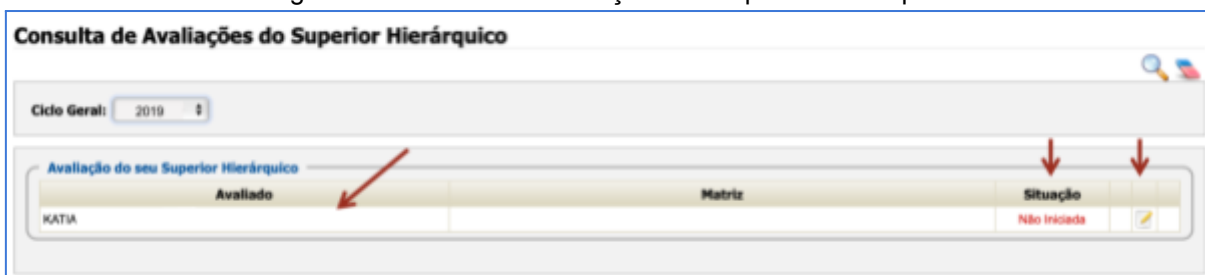 Consulta de Avaliações do Superior Hierárquico
Ciclo Geral: 2019
Avaliação do seu Superior Hierárquico
Avaliado Matriz Situação
KATIA Não Iniciada